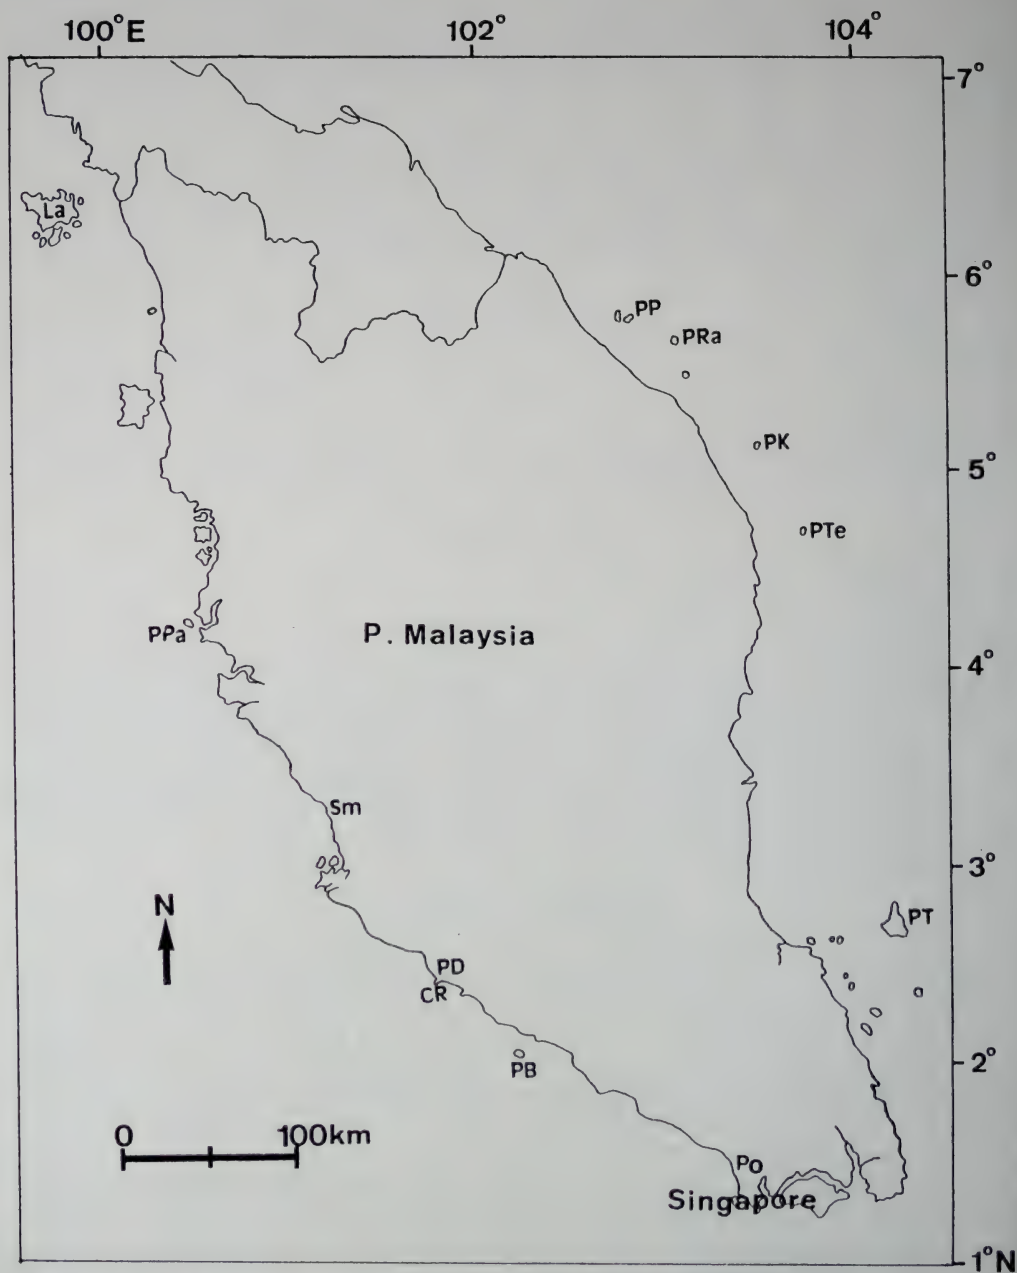 100°E 102° 104°
7°
La
6°
PP
PRa
PK
5°
PTe
PPa
P. Malaysia
4°
Sm
3°
N
PT
PD
CR
2°
PB
0 100km
Po
Singapore
1°N